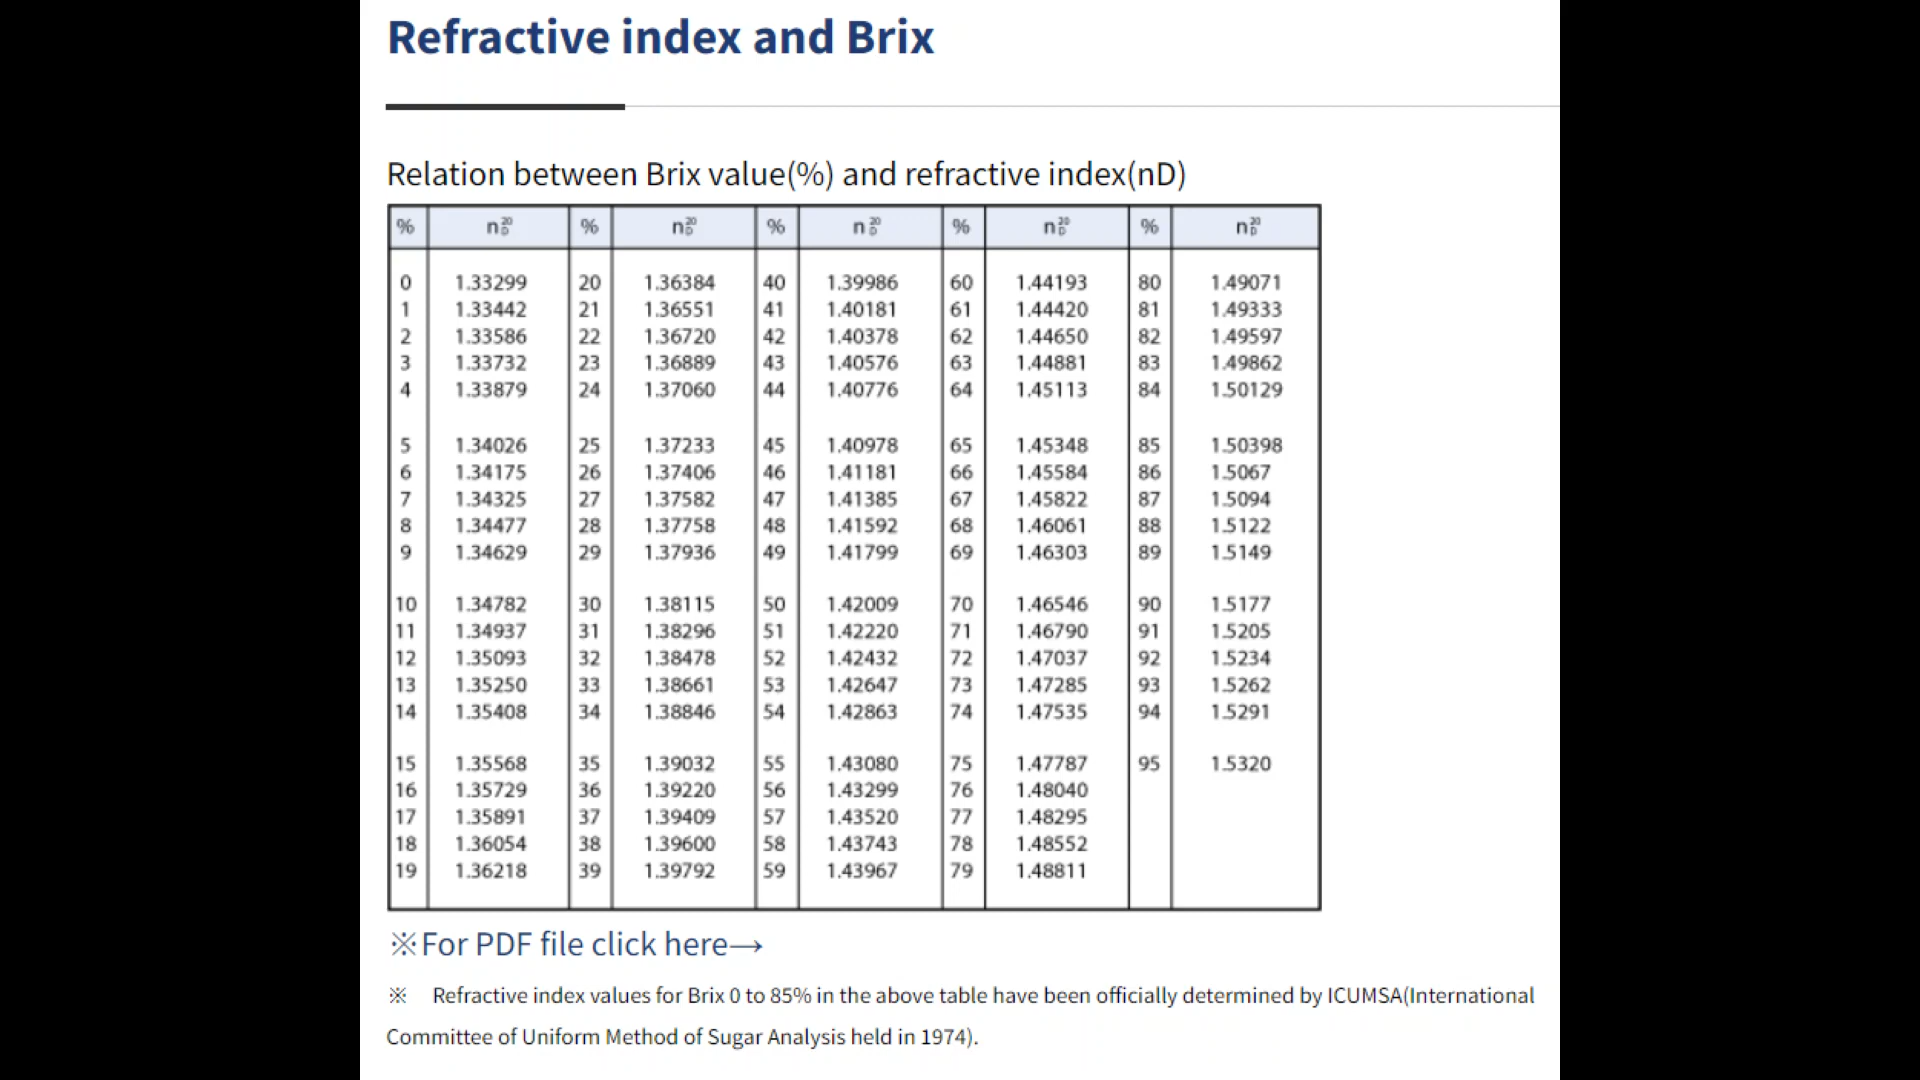 Refractive index and Brix
Relation between Brix value(%) and refractive index(nD)
% n20D % n20D % n20D % n20D % n20D
0 1.33299 20 1.36384 40 1.39986 60 1.44193 80 1.49071
1 1.33442 21 1.36551 41 1.40181 61 1.44420 81 1.49333
2 1.33586 22 1.36720 42 1.40378 62 1.44650 82 1.49597
3 1.33732 23 1.36889 43 1.40576 63 1.44881 83 1.49862
4 1.33879 24 1.37060 44 1.40776 64 1.45113 84 1.50129
5 1.34026 25 1.37233 45 1.40978 65 1.45348 85 1.50398
6 1.34175 26 1.37406 46 1.41181 66 1.45584 86 1.5067
7 1.34325 27 1.37582 47 1.41385 67 1.45822 87 1.5094
8 1.34477 28 1.37758 48 1.41592 68 1.46061 88 1.5122
9 1.34629 29 1.37936 49 1.41799 69 1.46303 89 1.5149
10 1.34782 30 1.38115 50 1.42009 70 1.46546 90 1.5177
11 1.34937 31 1.38296 51 1.42220 71 1.46790 91 1.5205
12 1.35093 32 1.38478 52 1.42432 72 1.47037 92 1.5234
13 1.35250 33 1.38661 53 1.42647 73 1.47285 93 1.5262
14 1.35408 34 1.38846 54 1.42863 74 1.47535 94 1.5291
15 1.35568 35 1.39032 55 1.43080 75 1.47787 95 1.5320
16 1.35729 36 1.39220 56 1.43299 76 1.48040
17 1.35891 37 1.39409 57 1.43520 77 1.48295
18 1.36054 38 1.39600 58 1.43743 78 1.48552
19 1.36218 39 1.39792 59 1.43967 79 1.48811
※For PDF file click here→
※ Refractive index values for Brix 0 to 85% in the above table have been officially determined by ICUMSA(International
Committee of Uniform Method of Sugar Analysis held in 1974).